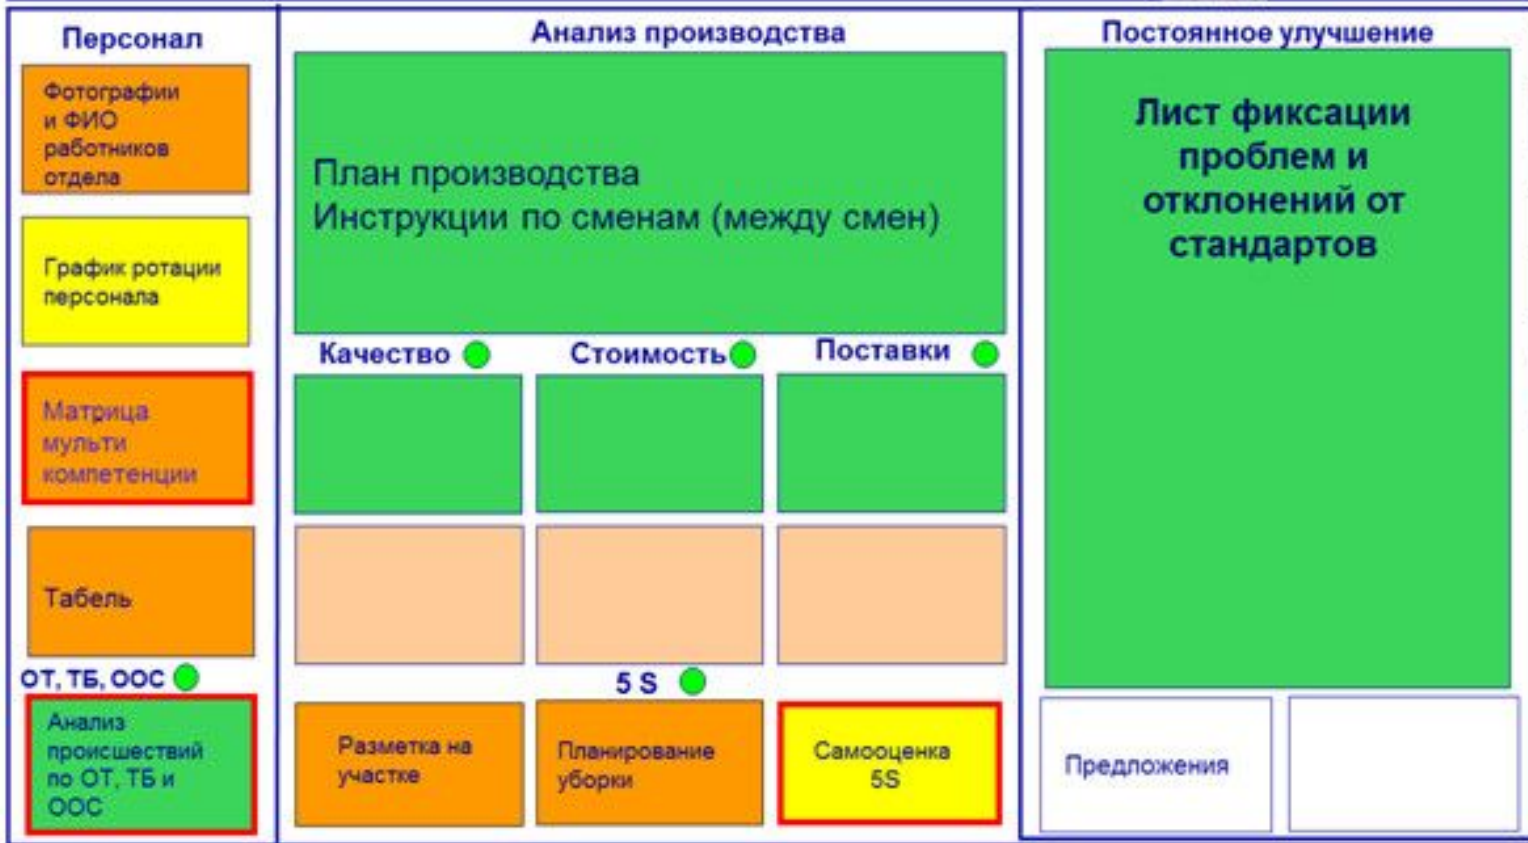 Персонал
Фотографии
и ФИО
работников
отдела
График ротации
персонала
Матрица
мульти
компетенции
Табель
ОТ, ТБ, ООС
Анализ
происшествий
по ОТ, ТБ и
ООС
Анализ производства
План производства
Инструкции по сменам (между смен)
Качество
Стоимость
Поставки
5 S
Разметка на
участке
Планирование
уборки
Самооценка
5S
Постоянное улучшение
Лист фиксации
проблем и
отклонений от
стандартов
Предложения